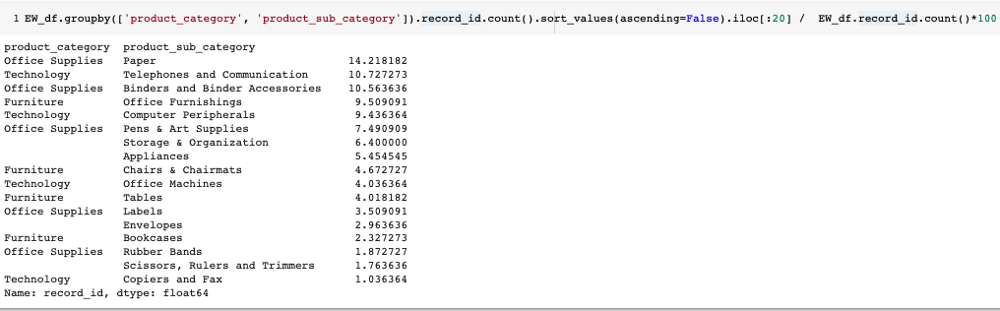 1 EW_df.groupby(['product_category', 'product_sub_category']).record_id.count().sort_values(ascending=False).iloc[:20] /  EW_df.record_id.count()*100
product_category  product_sub_category
Office Supplies   Paper                             14.218182
Technology        Telephones and Communication      10.727273
Office Supplies   Binders and Binder Accessories    10.563636
Furniture         Office Furnishings                 9.509091
Technology        Computer Peripherals               9.436364
Office Supplies   Pens & Art Supplies                7.490909
                  Storage & Organization             6.400000
                  Appliances                         5.454545
Furniture         Chairs & Chairmats                 4.672727
Technology        Office Machines                    4.036364
Furniture         Tables                             4.018182
Office Supplies   Labels                             3.509091
                  Envelopes                          2.963636
Furniture         Bookcases                          2.327273
Office Supplies   Rubber Bands                       1.872727
                  Scissors, Rulers and Trimmers      1.763636
Technology        Copiers and Fax                    1.036364
Name: record_id, dtype: float64